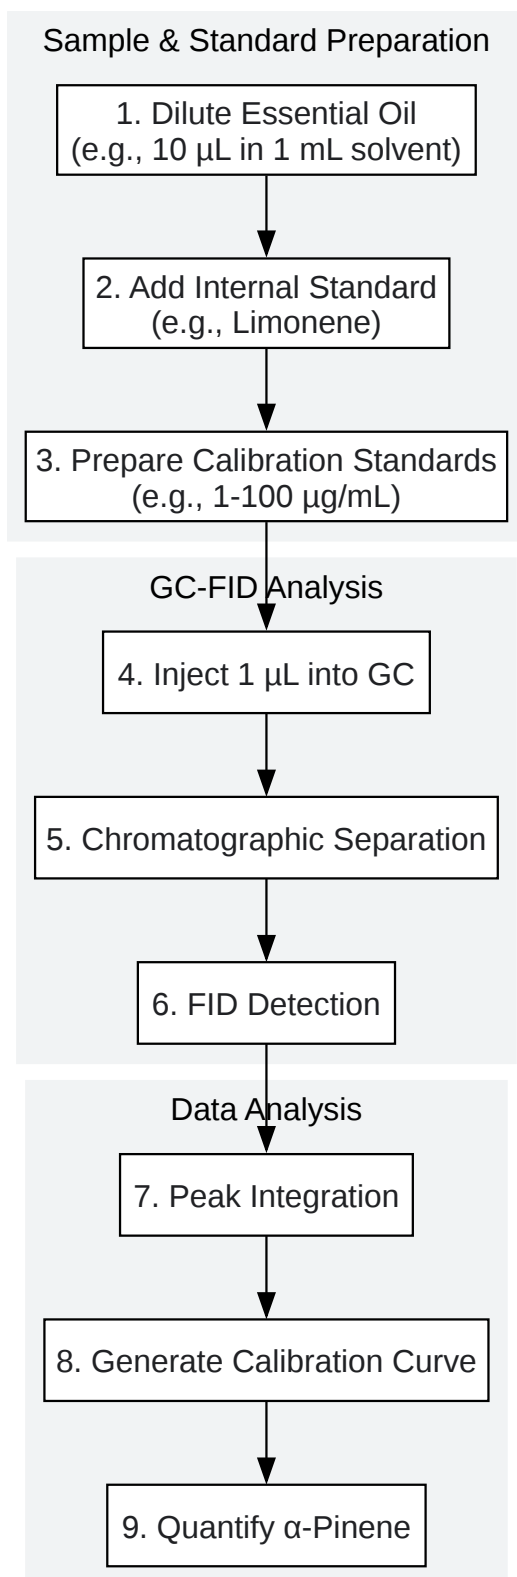 Sample & Standard Preparation
1. Dilute Essential Oil
(e.g., 10 µL in 1 mL solvent)
2. Add Internal Standard
(e.g., Limonene)
3. Prepare Calibration Standards
(e.g., 1-100 µg/mL)
GC-FID Analysis
4. Inject 1 µL into GC
5. Chromatographic Separation
6. FID Detection
Data Analysis
7. Peak Integration
8. Generate Calibration Curve
9. Quantify α-Pinene